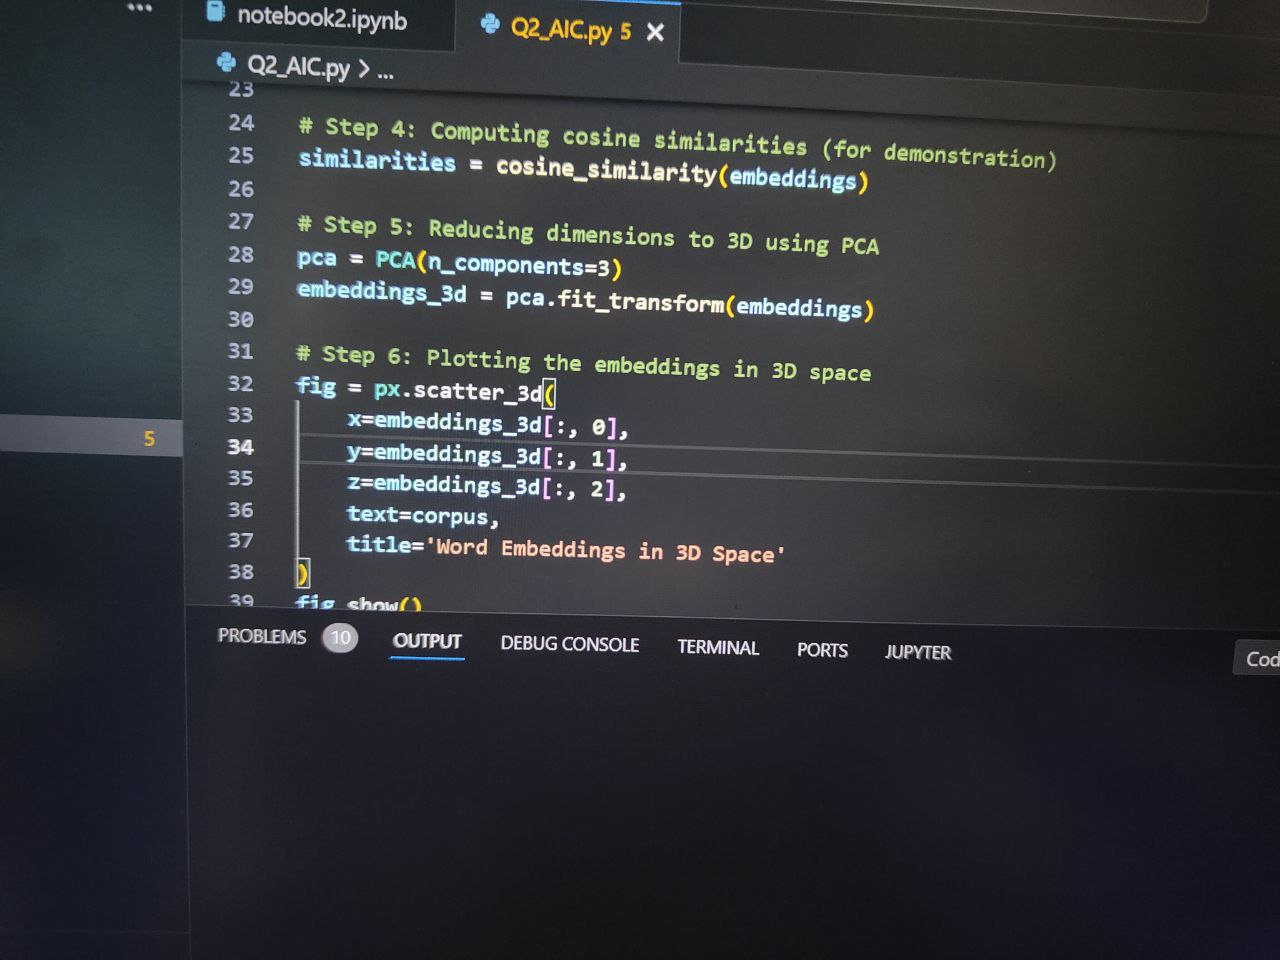 ...
notebook2.ipynb
Q2_AIC.py 5 ✕
Q2_AIC.py > ...
23
24 # Step 4: Computing cosine similarities (for demonstration)
25 similarities = cosine_similarity(embeddings)
26
27 # Step 5: Reducing dimensions to 3D using PCA
28 pca = PCA(n_components=3)
29 embeddings_3d = pca.fit_transform(embeddings)
30
31 # Step 6: Plotting the embeddings in 3D space
32 fig = px.scatter_3d(
33 x=embeddings_3d[:, 0],
34 y=embeddings_3d[:, 1],
35 z=embeddings_3d[:, 2],
36 text=corpus,
37 title='Word Embeddings in 3D Space'
38 )
39 fig.show()
5
PROBLEMS 10 OUTPUT DEBUG CONSOLE TERMINAL PORTS JUPYTER
Cod